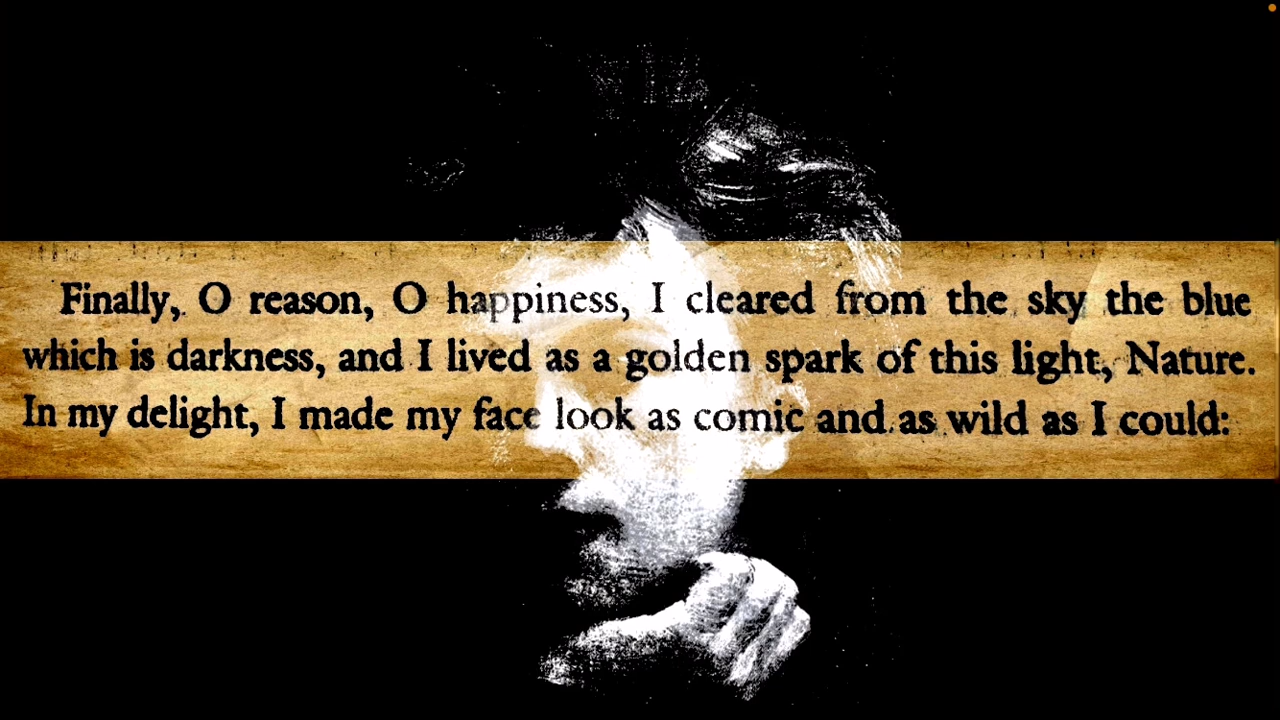 Finally, O reason, O happiness, I cleared from the sky the blue
which is darkness, and I lived as a golden spark of this light, Nature.
In my delight, I made my face look as comic and as wild as I could: